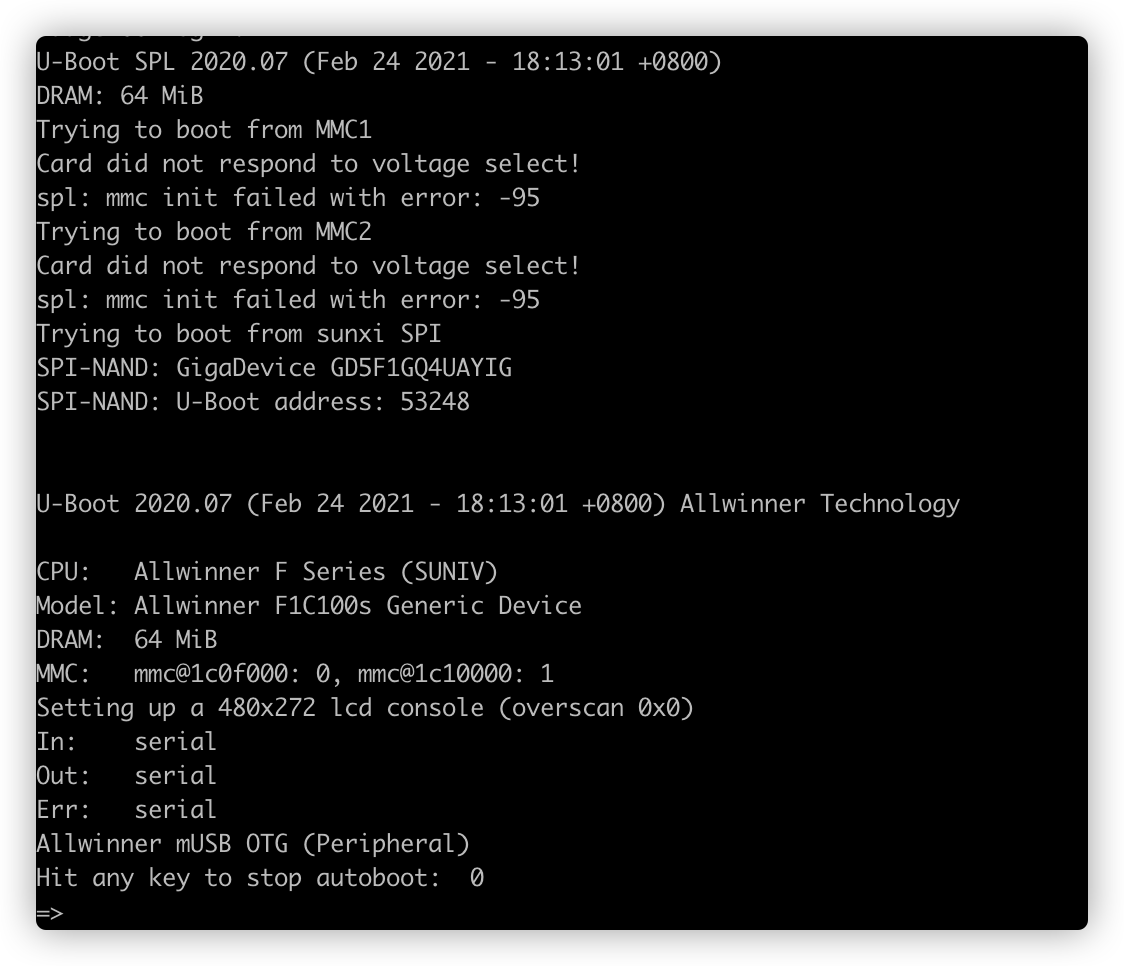 U-Boot SPL 2020.07 (Feb 24 2021 - 18:13:01 +0800)
DRAM: 64 MiB
Trying to boot from MMC1
Card did not respond to voltage select!
spl: mmc init failed with error: -95
Trying to boot from MMC2
Card did not respond to voltage select!
spl: mmc init failed with error: -95
Trying to boot from sunxi SPI
SPI-NAND: GigaDevice GD5F1GQ4UAYIG
SPI-NAND: U-Boot address: 53248
U-Boot 2020.07 (Feb 24 2021 - 18:13:01 +0800) Allwinner Technology
CPU:   Allwinner F Series (SUNIV)
Model: Allwinner F1C100s Generic Device
DRAM:  64 MiB
MMC:   mmc@1c0f000: 0, mmc@1c10000: 1
Setting up a 480x272 lcd console (overscan 0x0)
In:    serial
Out:   serial
Err:   serial
Allwinner mUSB OTG (Peripheral)
Hit any key to stop autoboot:  0
=>